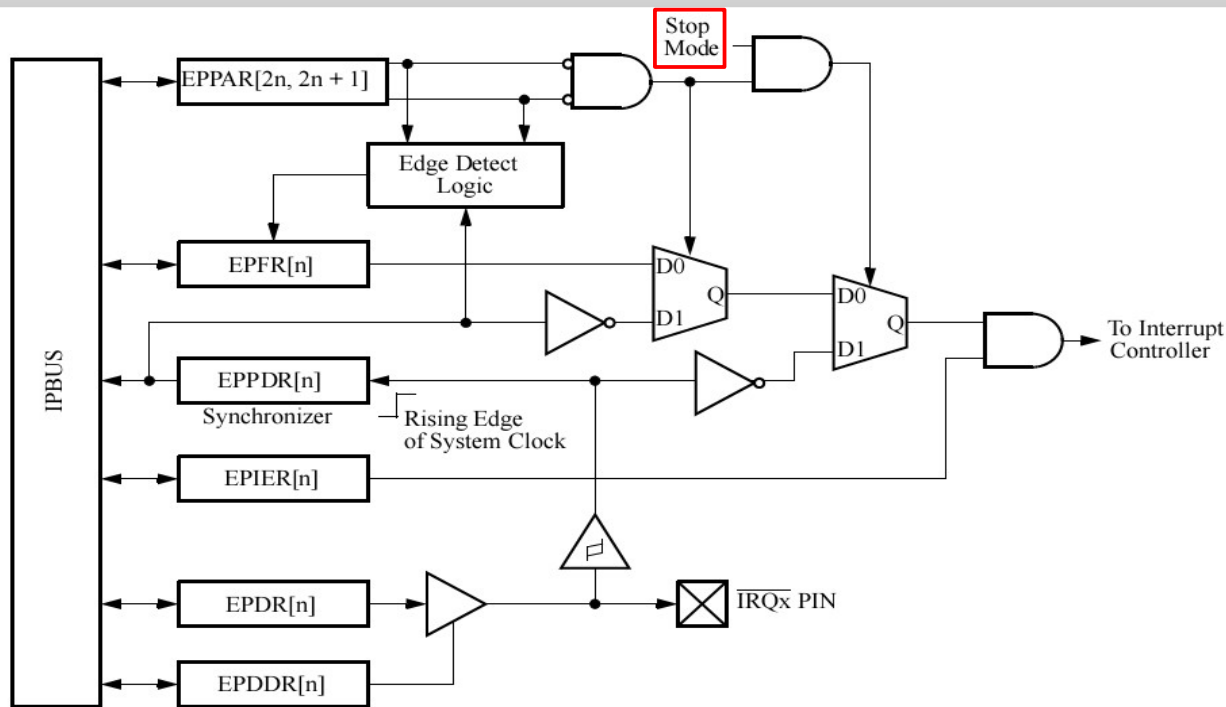 Stop
Mode
EPPAR[2n, 2n + 1]
Edge Detect
Logic
EPFR[n]
D0
Q
D1
D0
Q
D1
To Interrupt
Controller
IPBUS
EPPDR[n]
Synchronizer
Rising Edge
of System Clock
EPIER[n]
EPDR[n]
IRQx PIN
EPDDR[n]